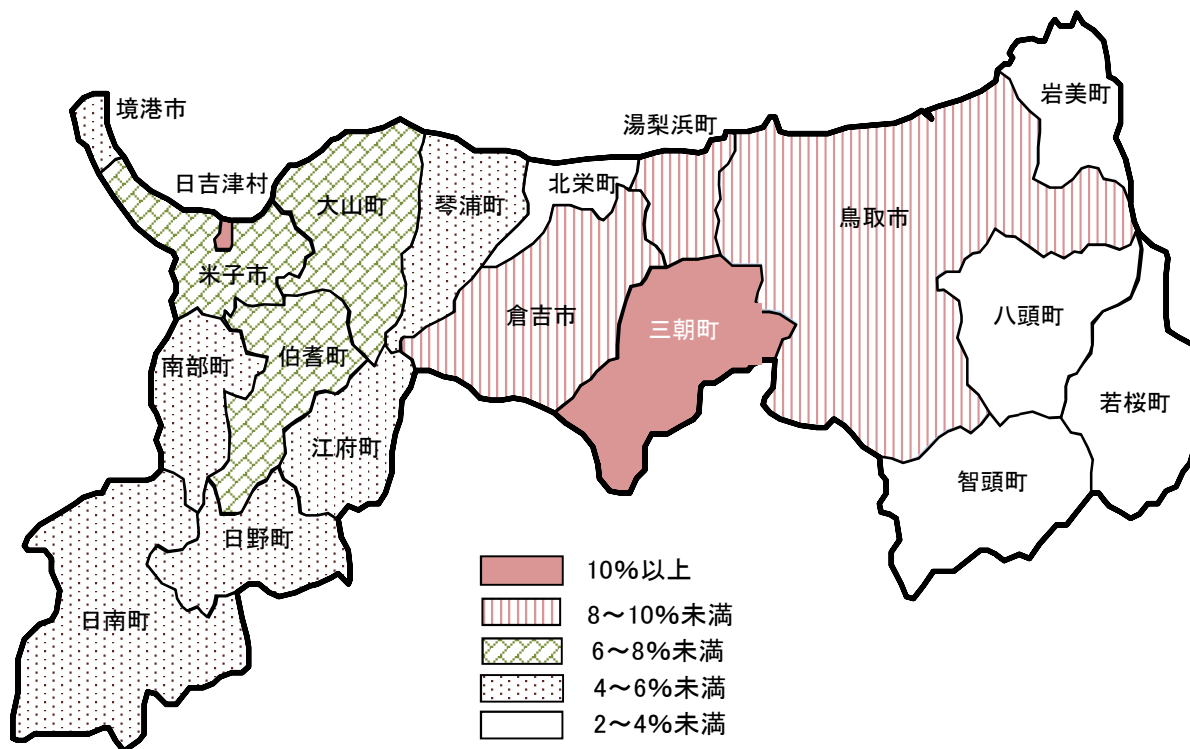 岩美町
境港市
湯梨浜町
日吉津村
北栄町
大山町
琴浦町
鳥取市
米子市
倉吉市
三朝町
八頭町
南部町
伯耆町
若桜町
江府町
智頭町
日野町
日南町
10%以上
8～10%未満
6～8%未満
4～6%未満
2～4%未満